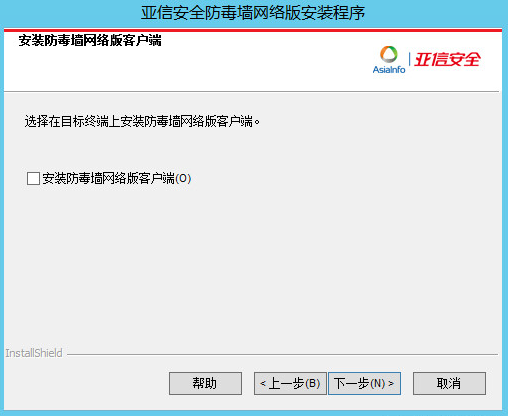 亚信安全防毒墙网络版安装程序
安装防毒墙网络版客户端
AsiaInfo 亚信安全
选择在目标终端上安装防毒墙网络版客户端。
安装防毒墙网络版客户端(O)
InstallShield
帮助 < 上一步(B) 下一步(N) > 取消